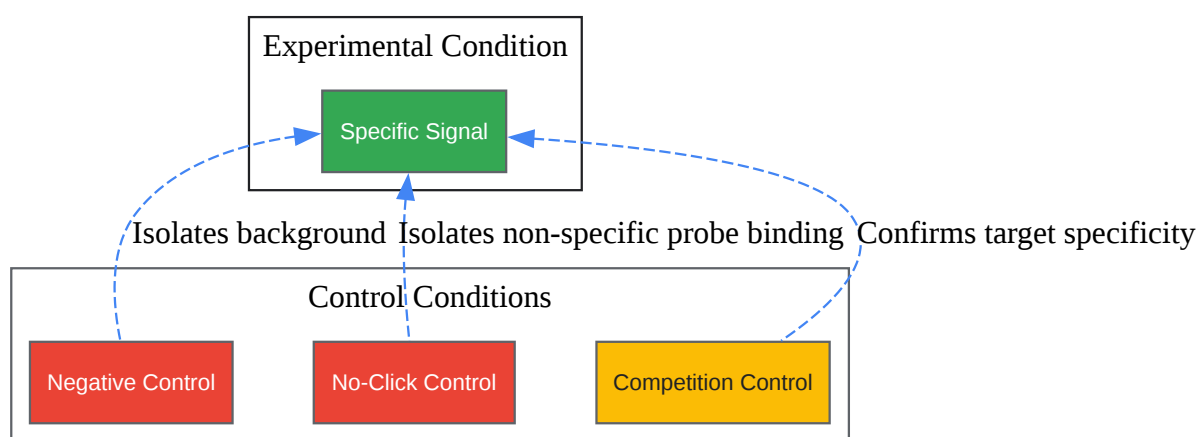 Experimental Condition
Specific Signal
Isolates background
Isolates non-specific probe binding
Confirms target specificity
Control Conditions
Negative Control
No-Click Control
Competition Control